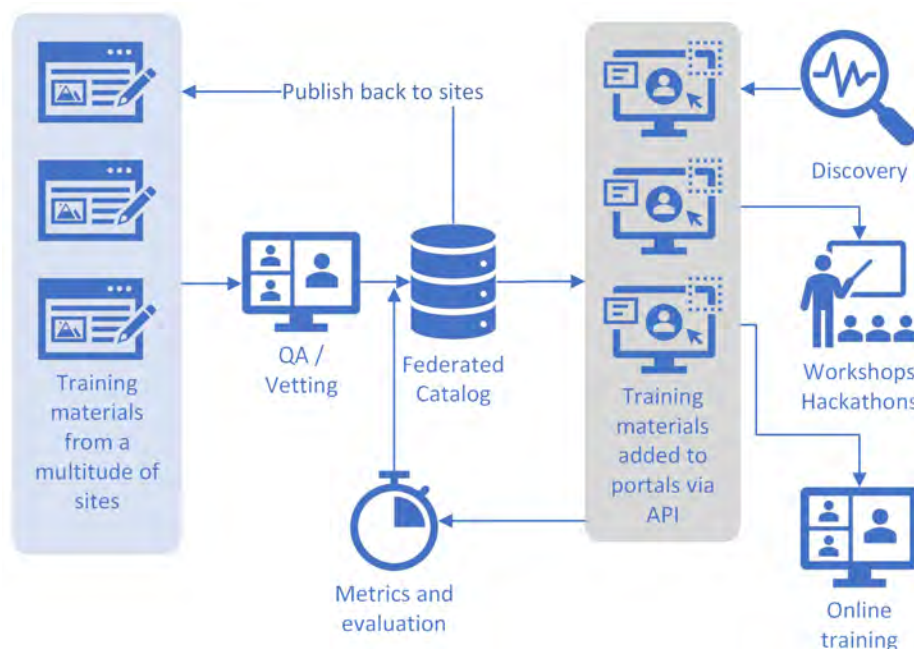 Publish back to sites
Training
materials
from a
multitude of
sites
QA /
Vetting
Federated
Catalog
Metrics and
evaluation
Training
materials
added to
portals via
API
Discovery
Workshops
Hackathons
Online
training